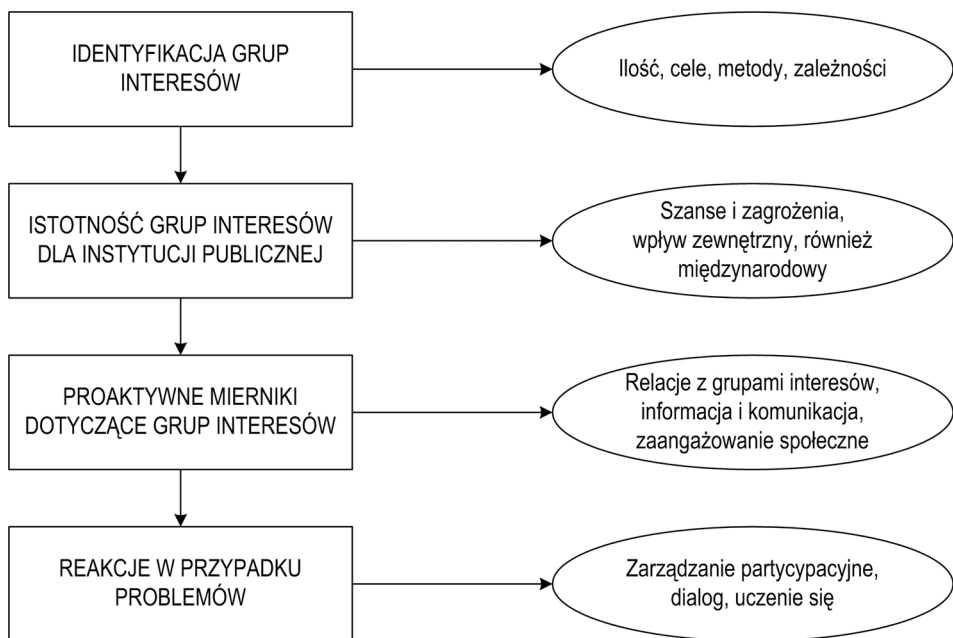 IDENTYFIKACJA GRUP
INTERESÓW
Ilość, cele, metody, zależności
ISTOTNOŚĆ GRUP INTERESÓW
DLA INSTYTUCJI PUBLICZNEJ
Szanse i zagrożenia,
wpływ zewnętrzny, również
międzynarodowy
PROAKTYWNE MIERNIKI
DOTYCZĄCE GRUP INTERESÓW
Relacje z grupami interesów,
informacja i komunikacja,
zaangażowanie społeczne
REAKCJE W PRZYPADKU
PROBLEMÓW
Zarządzanie partycypacyjne,
dialog, uczenie się